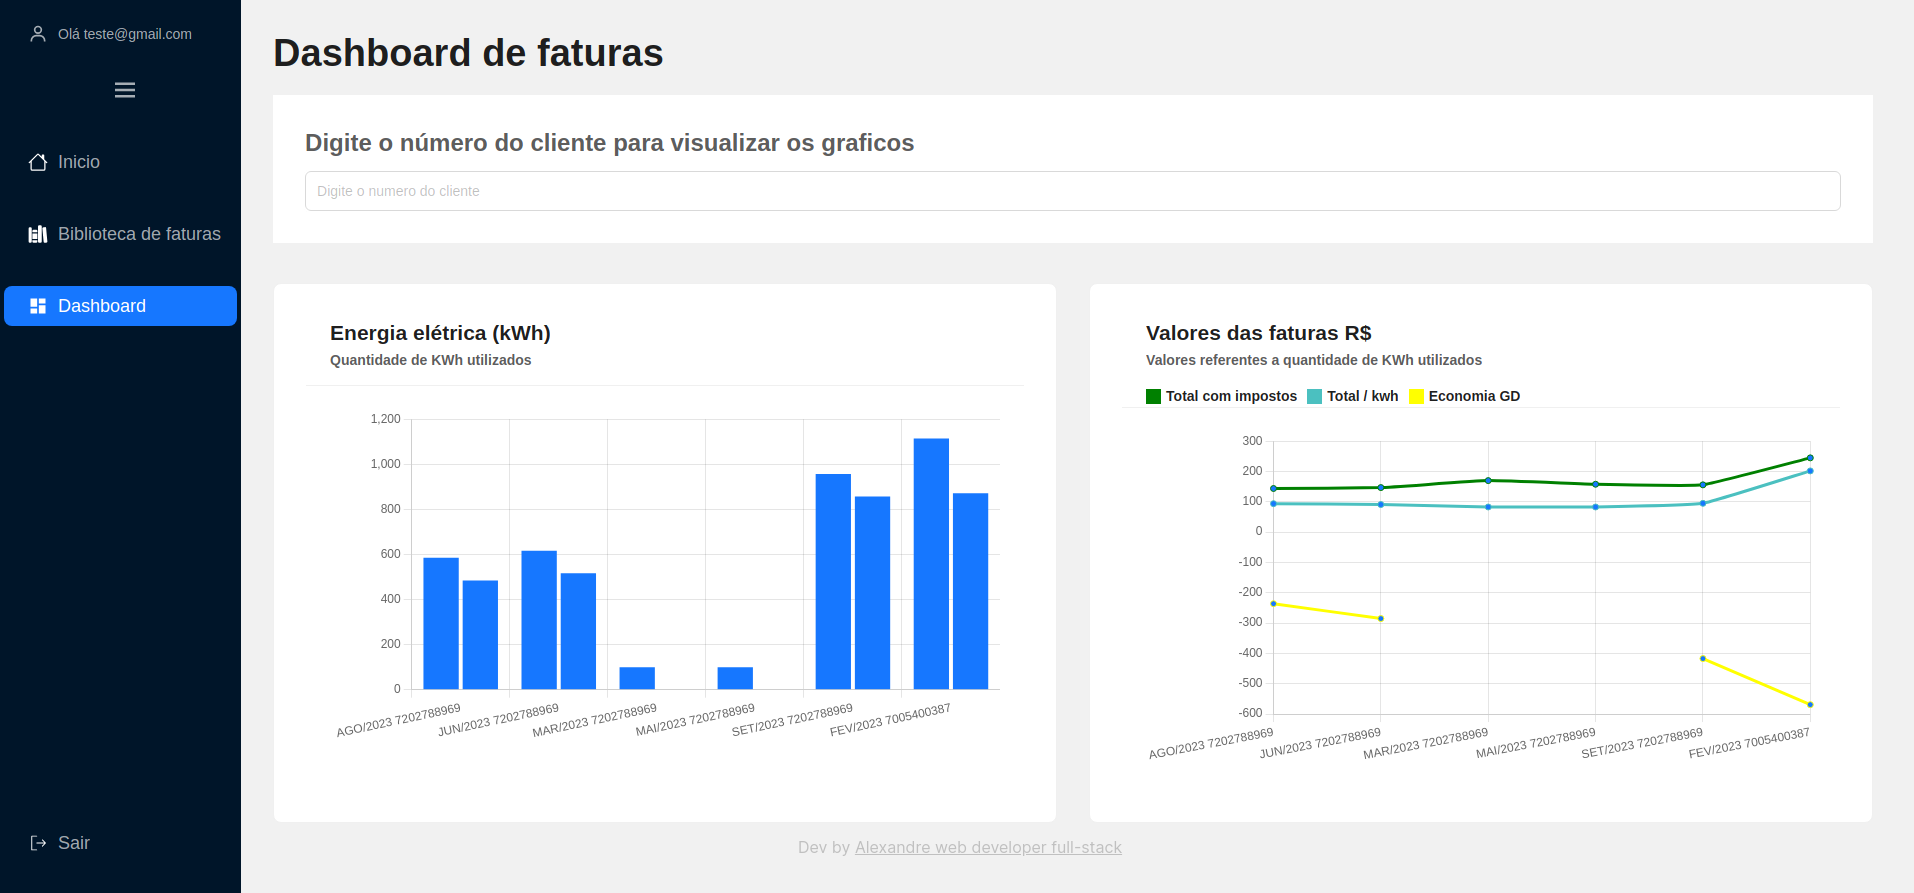 Olá teste@gmail.com
Inicio
Biblioteca de faturas
Dashboard
Sair
Dashboard de faturas
Digite o número do cliente para visualizar os graficos
Digite o numero do cliente
Energia elétrica (kWh)
Quantidade de KWh utilizados
1,200
1,000
800
600
400
200
0
AGO/2023 7202788969
JUN/2023 7202788969
MAR/2023 7202788969
MAI/2023 7202788969
SET/2023 7202788969
FEV/2023 7005400387
Valores das faturas R$
Valores referentes a quantidade de KWh utilizados
Total com impostos Total / kwh Economia GD
300
200
100
0
-100
-200
-300
-400
-500
-600
AGO/2023 7202788969
JUN/2023 7202788969
MAR/2023 7202788969
MAI/2023 7202788969
SET/2023 7202788969
FEV/2023 7005400387
Dev by Alexandre web developer full-stack